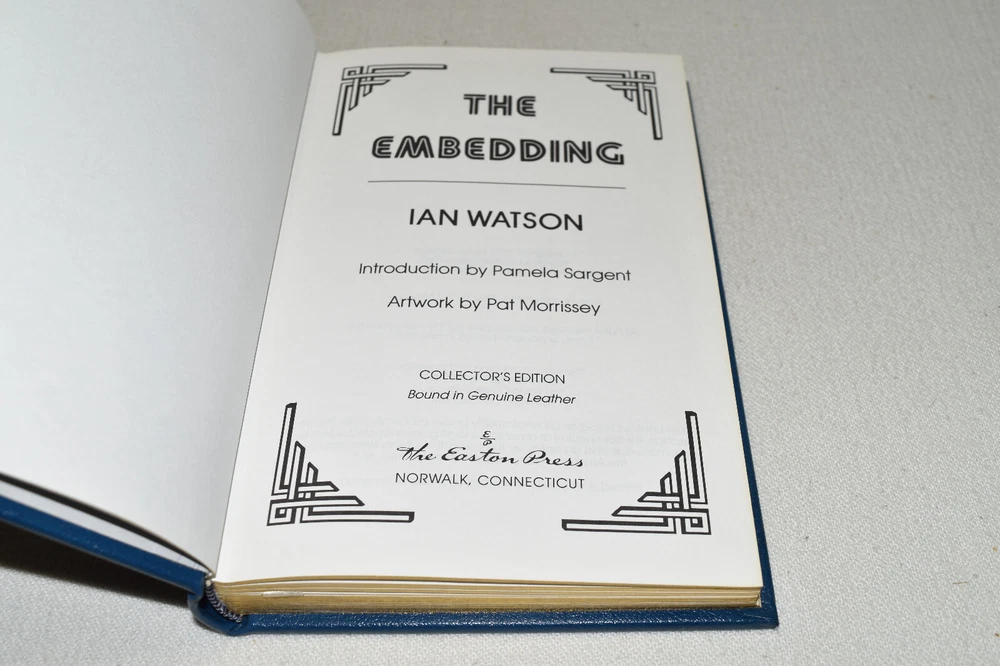 THE
EMBEDDING
IAN WATSON
Introduction by Pamela Sargent
Artwork by Pat Morrissey
COLLECTOR'S EDITION
Bound in Genuine Leather
E
P
The Easton Press
NORWALK, CONNECTICUT